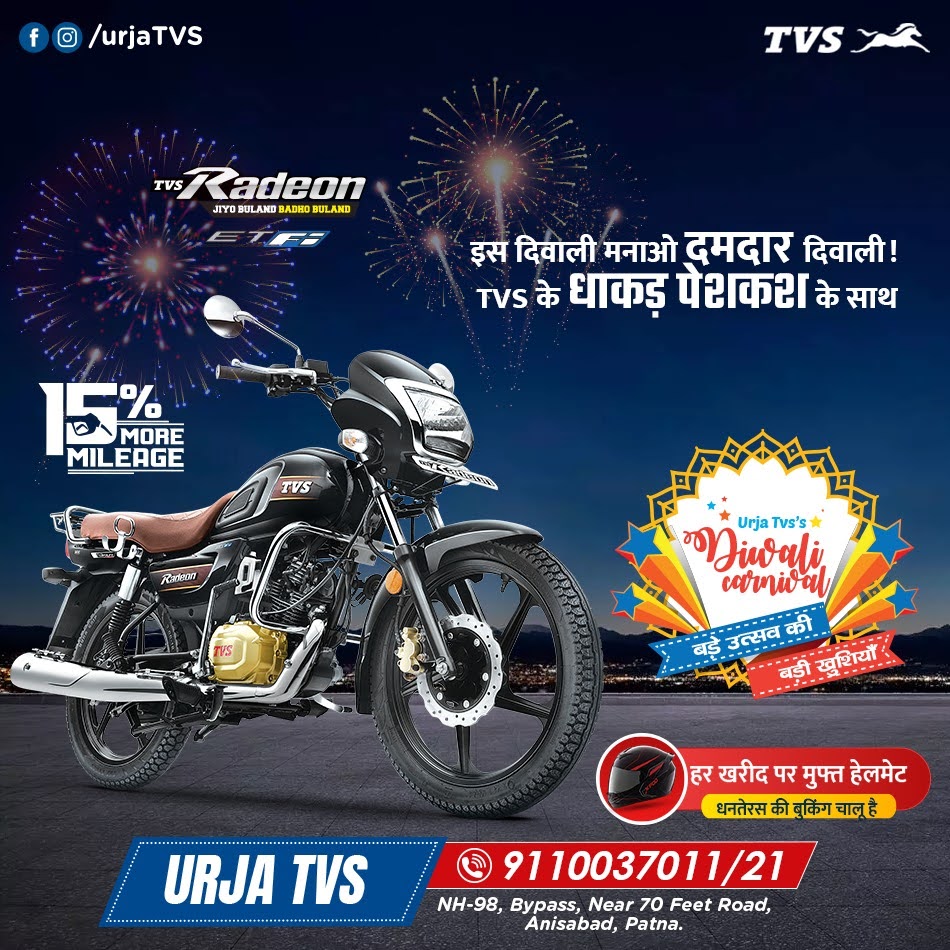 /urjaTVS
TVS
TVS Radeon
JIYO BULAND BADHO BULAND
ETFi
इस दिवाली मनाओ दमदार दिवाली!
TVS के धाकड़ पेशकश के साथ
15%
MORE
MILEAGE
TVS
Radeon
TVS
Urja Tvs's
Diwali
carnival
बड़े उत्सव की
बड़ी खुशियाँ
हर खरीद पर मुफ्त हेलमेट
धनतेरस की बुकिंग चालू है
URJA TVS
9110037011/21
NH-98, Bypass, Near 70 Feet Road,
Anisabad, Patna.